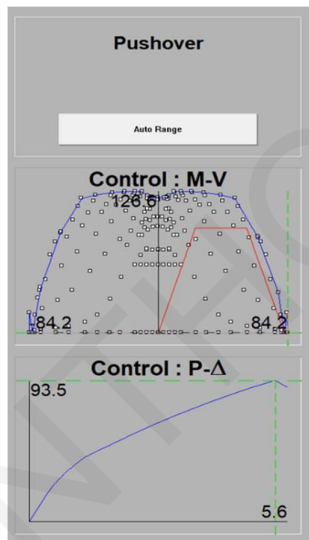 Pushover
Auto Range
Control : M-V
126.6
84.2
84.2
Control : P-Δ
93.5
5.6